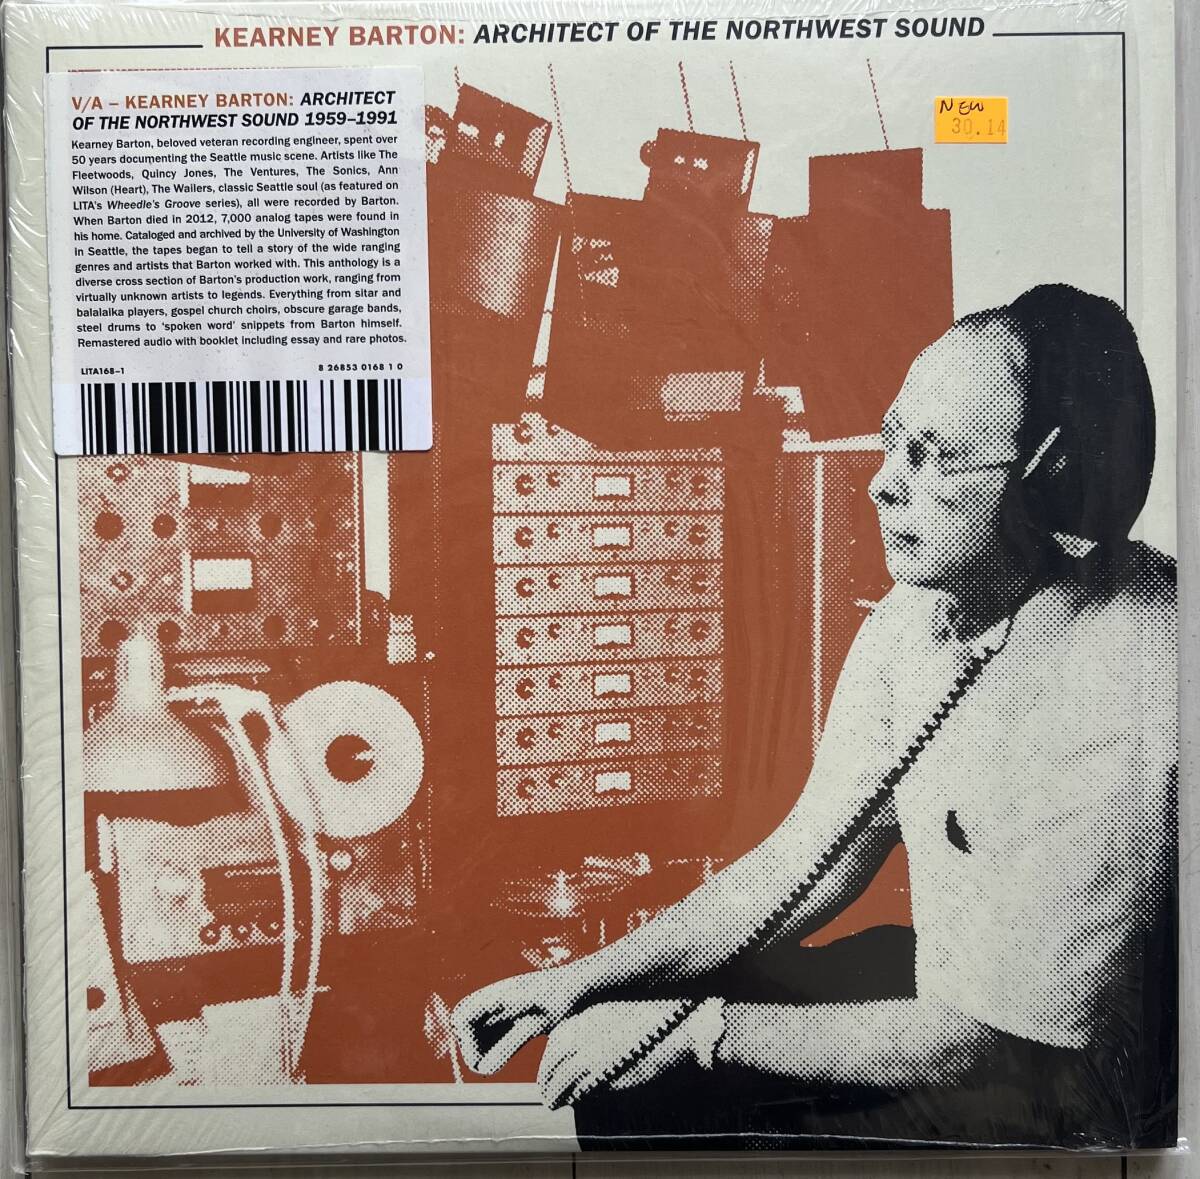 KEARNEY BARTON: ARCHITECT OF THE NORTHWEST SOUND
V/A – KEARNEY BARTON: ARCHITECT
OF THE NORTHWEST SOUND 1959–1991
Kearney Barton, beloved veteran recording engineer, spent over
50 years documenting the Seattle music scene. Artists like The
Fleetwoods, Quincy Jones, The Ventures, The Sonics, Ann
Wilson (Heart), The Wailers, classic Seattle soul (as featured on
LITA's Wheedle's Groove series), all were recorded by Barton.
When Barton died in 2012, 7,000 analog tapes were found in
his home. Cataloged and archived by the University of Washington
in Seattle, the tapes began to tell a story of the wide ranging
genres and artists that Barton worked with. This anthology is a
diverse cross section of Barton's production work, ranging from
virtually unknown artists to legends. Everything from sitar and
balalaika players, gospel church choirs, obscure garage bands,
steel drums to 'spoken word' snippets from Barton himself.
Remastered audio with booklet including essay and rare photos.
LITA168–1
8 26853 0168 1 0
NEW
30.14